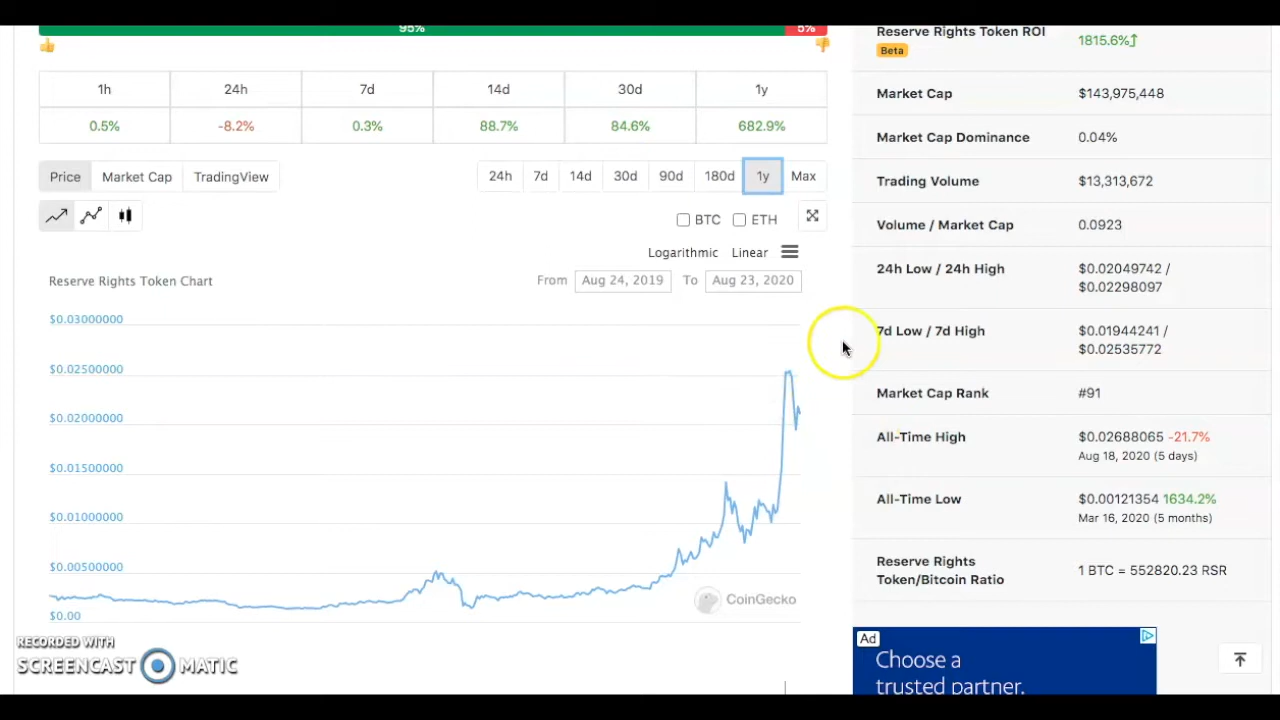 95%
5%
1h 24h 7d 14d 30d 1y
0.5% -8.2% 0.3% 88.7% 84.6% 682.9%
Price Market Cap TradingView
24h 7d 14d 30d 90d 180d 1y Max
BTC ETH
Logarithmic Linear
Reserve Rights Token Chart
From Aug 24, 2019 To Aug 23, 2020
$0.03000000
$0.02500000
$0.02000000
$0.01500000
$0.01000000
$0.00500000
$0.00
CoinGecko
RECORDED WITH
SCREENCAST MATIC
Reserve Rights Token ROI
Beta
1815.6%
Market Cap $143,975,448
Market Cap Dominance 0.04%
Trading Volume $13,313,672
Volume / Market Cap 0.0923
24h Low / 24h High $0.02049742 /
$0.02298097
7d Low / 7d High $0.01944241 /
$0.02535772
Market Cap Rank #91
All-Time High $0.02688065 -21.7%
Aug 18, 2020 (5 days)
All-Time Low $0.00121354 1634.2%
Mar 16, 2020 (5 months)
Reserve Rights
Token/Bitcoin Ratio
1 BTC = 552820.23 RSR
Ad
Choose a
trusted partner.